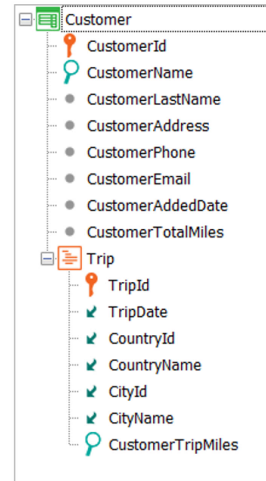 Customer
CustomerId
CustomerName
CustomerLastName
CustomerAddress
CustomerPhone
CustomerEmail
CustomerAddedDate
CustomerTotalMiles
Trip
TripId
TripDate
CountryId
CountryName
CityId
CityName
CustomerTripMiles